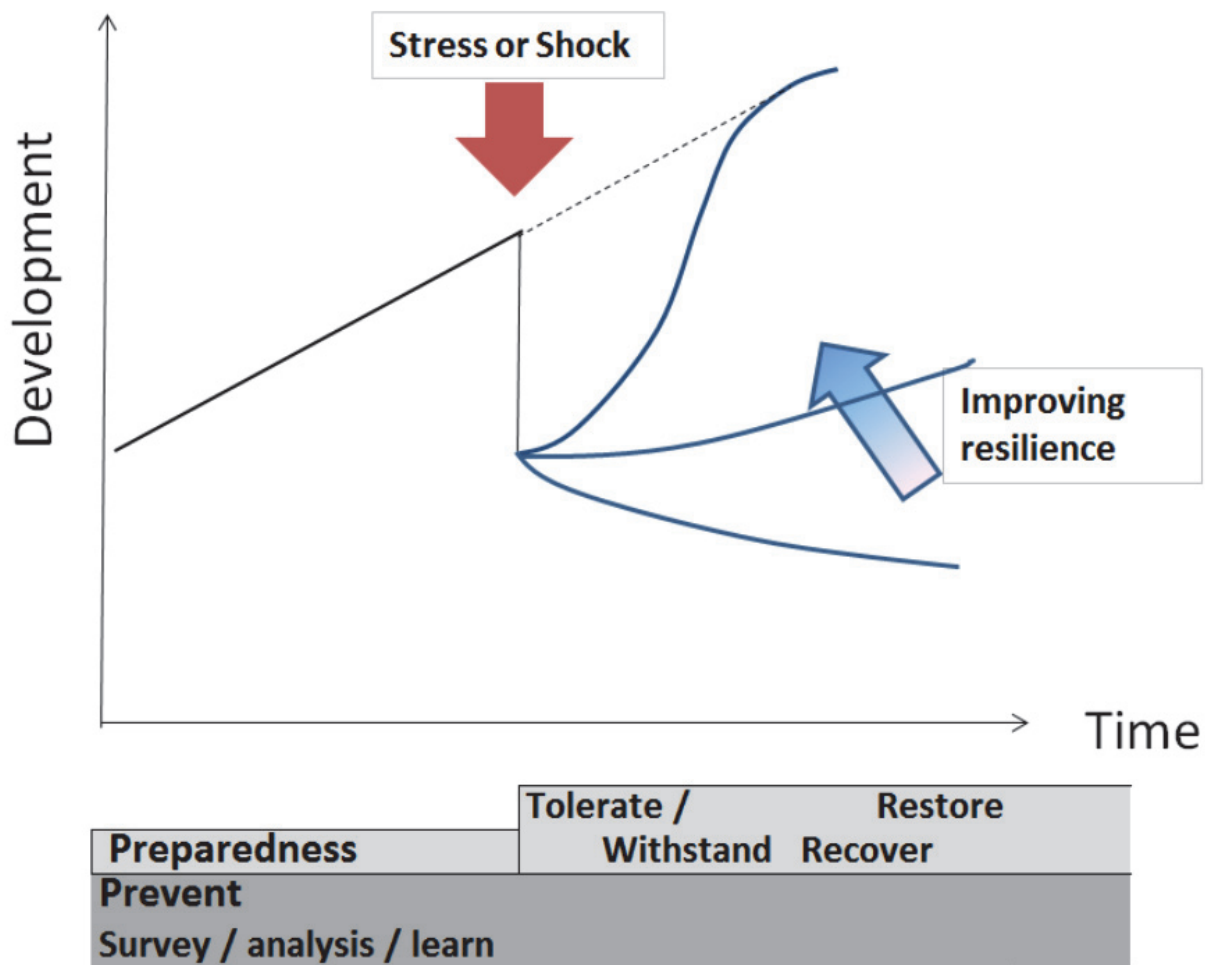 Stress or Shock
Development
Improving
resilience
Time
Tolerate / Restore
Withstand Recover
Preparedness
Prevent
Survey / analysis / learn